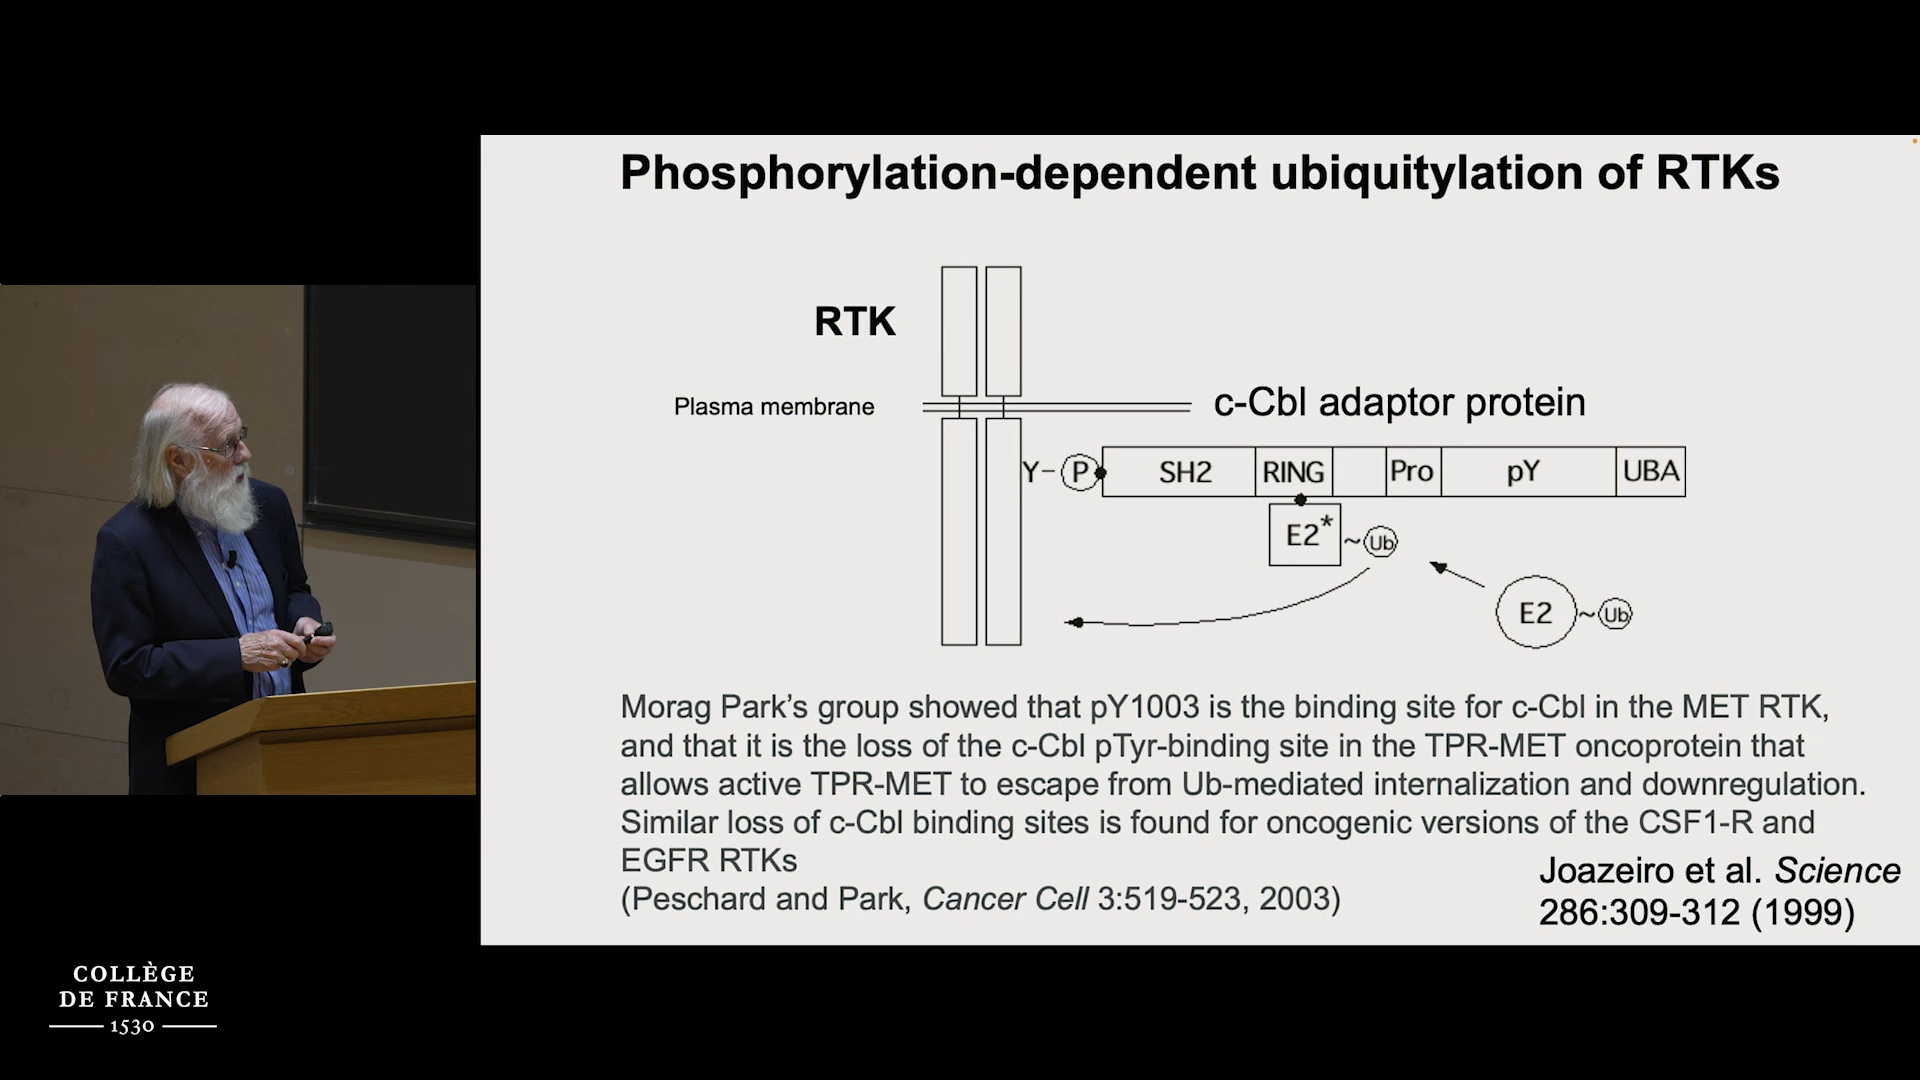 Phosphorylation-dependent ubiquitylation of RTKs
RTK
Plasma membrane
c-Cbl adaptor protein
Y- P SH2 RING Pro pY UBA
E2* ~ Ub
E2 ~ Ub
Morag Park’s group showed that pY1003 is the binding site for c-Cbl in the MET RTK,
and that it is the loss of the c-Cbl pTyr-binding site in the TPR-MET oncoprotein that
allows active TPR-MET to escape from Ub-mediated internalization and downregulation.
Similar loss of c-Cbl binding sites is found for oncogenic versions of the CSF1-R and
EGFR RTKs
(Peschard and Park, Cancer Cell 3:519-523, 2003)
Joazeiro et al. Science
286:309-312 (1999)
COLLÈGE
DE FRANCE
1530